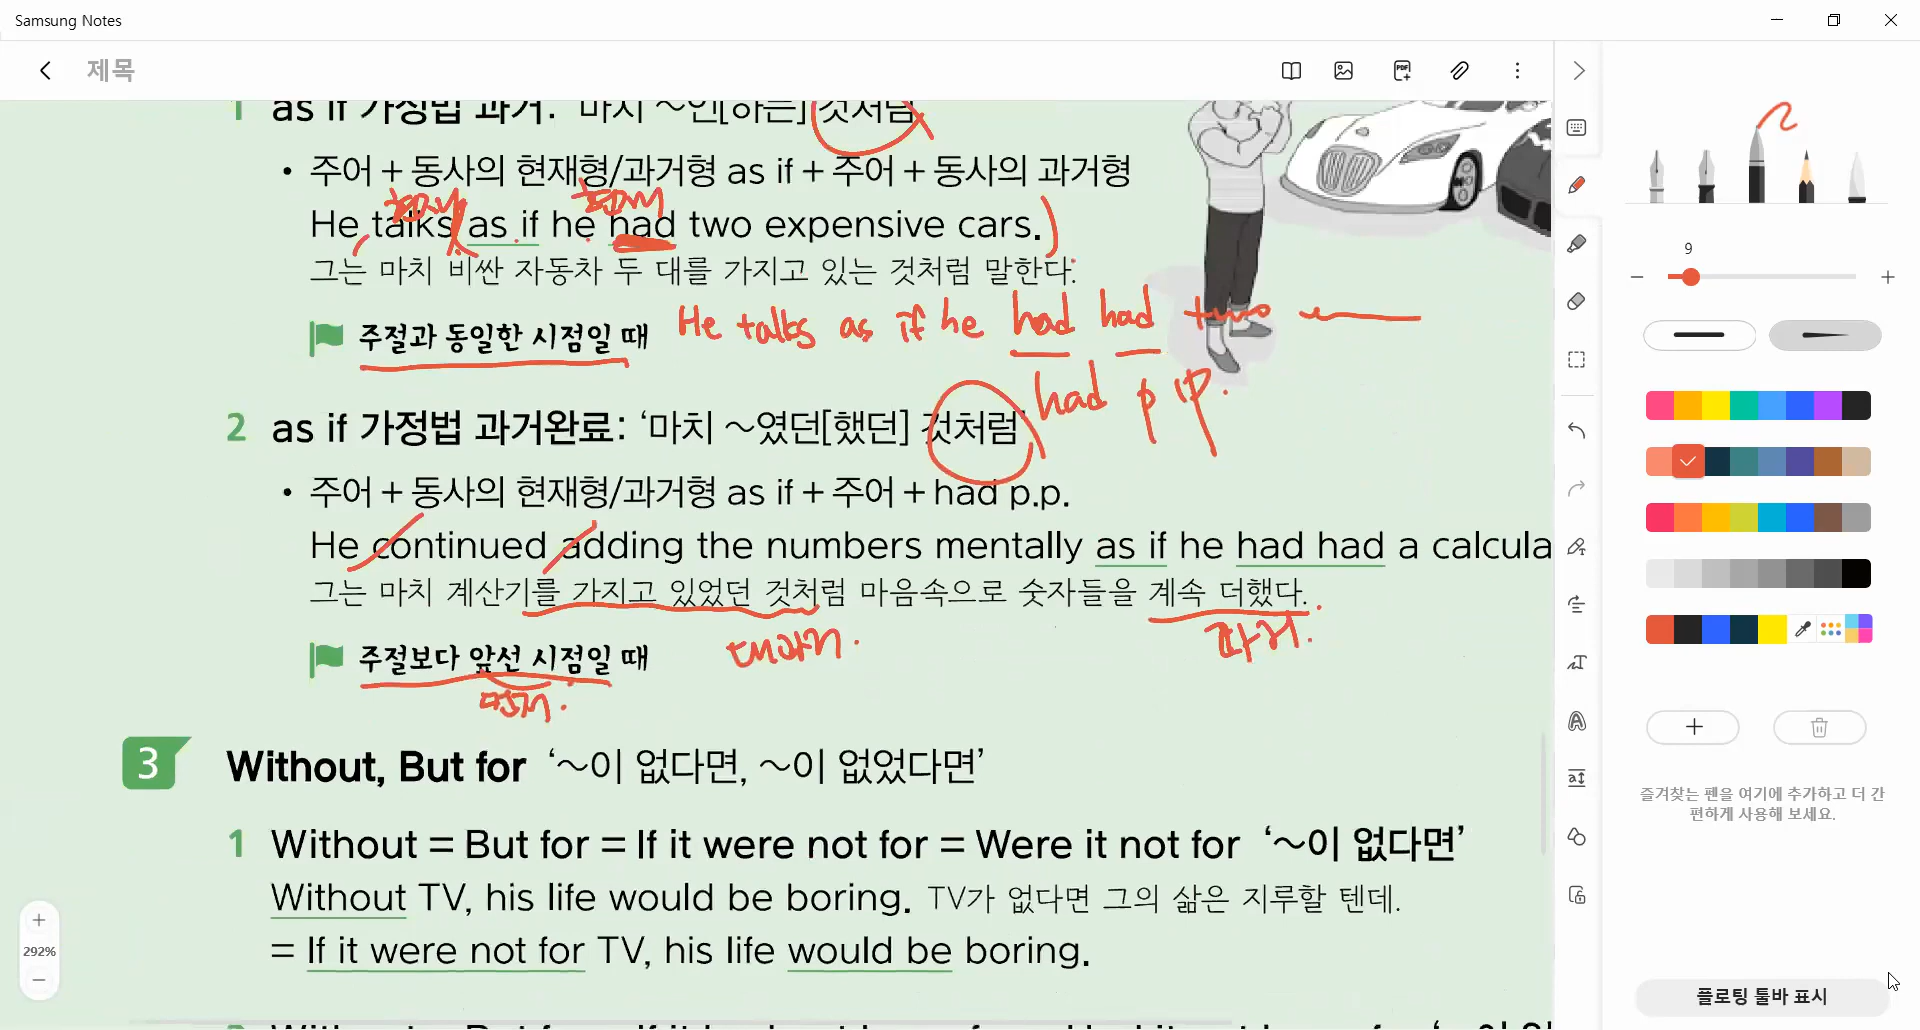 Samsung Notes
제목
1 as if 가정법 과거: ‘마치 ～인[하는] 것처럼’
• 주어 + 동사의 현재형/과거형 as if + 주어 + 동사의 과거형
He talks as if he had two expensive cars.
그는 마치 비싼 자동차 두 대를 가지고 있는 것처럼 말한다.
주절과 동일한 시점일 때
He talks as if he had had two
had p.p.
2 as if 가정법 과거완료: ‘마치 ～였던[했던] 것처럼’
• 주어 + 동사의 현재형/과거형 as if + 주어 + had p.p.
He continued adding the numbers mentally as if he had had a calcula
그는 마치 계산기를 가지고 있었던 것처럼 마음속으로 숫자들을 계속 더했다.
대과거. 과거.
주절보다 앞선 시점일 때
3 Without, But for ‘～이 없다면, ～이 없었다면’
1 Without = But for = If it were not for = Were it not for ‘～이 없다면’
Without TV, his life would be boring. TV가 없다면 그의 삶은 지루할 텐데.
= If it were not for TV, his life would be boring.
292%
9
즐겨찾는 펜을 여기에 추가하고 더 간
편하게 사용해 보세요.
플로팅 툴바 표시